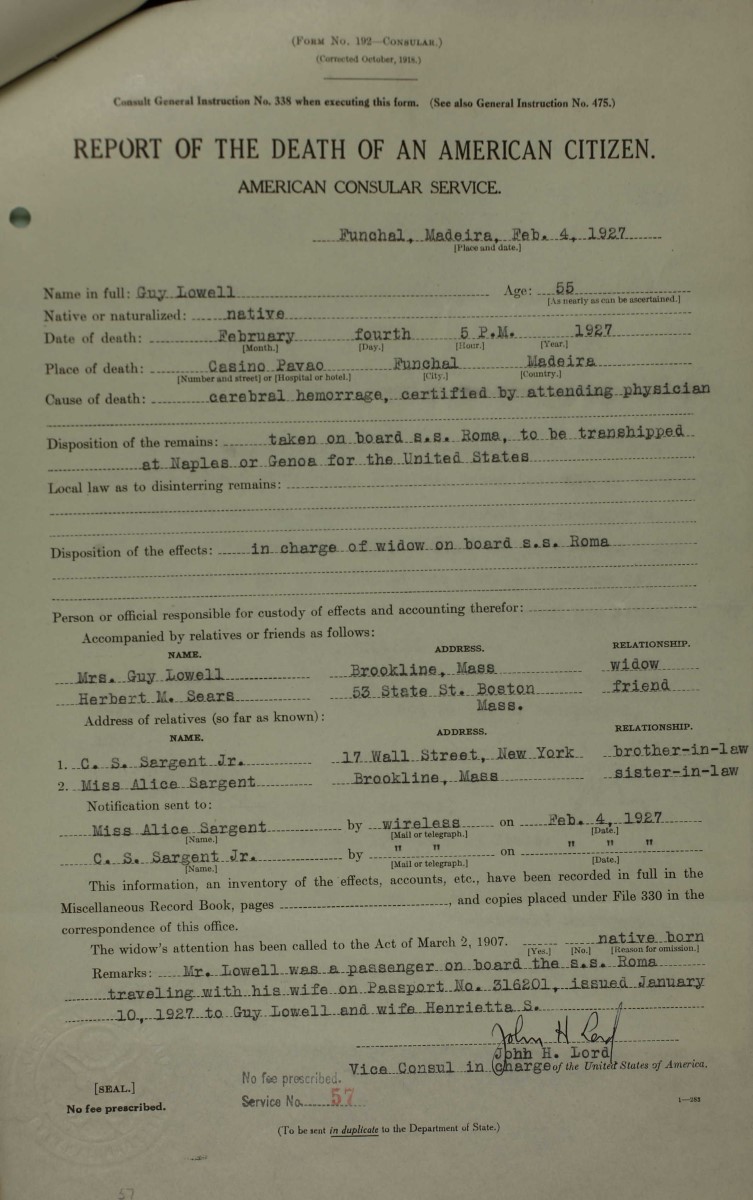 (Form No. 192—Consular.)
(Corrected October, 1918.)
Consult General Instruction No. 338 when executing this form. (See also General Instruction No. 475.)
REPORT OF THE DEATH OF AN AMERICAN CITIZEN.
AMERICAN CONSULAR SERVICE.
Funchal, Madeira, Feb. 4, 1927
[Place and date.]
Name in full: Guy Lowell Age: 55
[As nearly as can be ascertained.]
Native or naturalized: native
Date of death: February fourth 5 P.M. 1927
[Month.] [Day.] [Hour.] [Year.]
Place of death: Casino Pavao Funchal Madeira
[Number and street] or [Hospital or hotel.] [City.] [Country.]
Cause of death: cerebral hemorrage, certified by attending physician
Disposition of the remains: taken on board s.s. Roma, to be transhipped
at Naples or Genoa for the United States
Local law as to disinterring remains:
Disposition of the effects: in charge of widow on board s.s. Roma
Person or official responsible for custody of effects and accounting therefor:
Accompanied by relatives or friends as follows:
NAME. ADDRESS. RELATIONSHIP.
Mrs. Guy Lowell Brookline, Mass widow
Herbert M. Sears 53 State St. Boston friend
Mass.
Address of relatives (so far as known):
NAME. ADDRESS. RELATIONSHIP.
1. C. S. Sargent Jr. 17 Wall Street, New York brother-in-law
2. Miss Alice Sargent Brookline, Mass sister-in-law
Notification sent to:
Miss Alice Sargent by wireless on Feb. 4, 1927
[Name.] [Mail or telegraph.] [Date.]
C. S. Sargent Jr. by " " on " " "
[Name.] [Mail or telegraph.] [Date.]
This information, an inventory of the effects, accounts, etc., have been recorded in full in the
Miscellaneous Record Book, pages , and copies placed under File 330 in the
correspondence of this office.
The widow's attention has been called to the Act of March 2, 1907. native born
[Yes.] [No.] [Reason for omission.]
Remarks: Mr. Lowell was a passenger on board the s.s. Roma
traveling with his wife on Passport No. 316201, issued January
10, 1927 to Guy Lowell and wife Henrietta S.
John H Lord
John H. Lord
Vice Consul in charge of the United States of America.
[SEAL.]
No fee prescribed.
No fee prescribed.
Service No. 57
1—283
(To be sent in duplicate to the Department of State.)
57